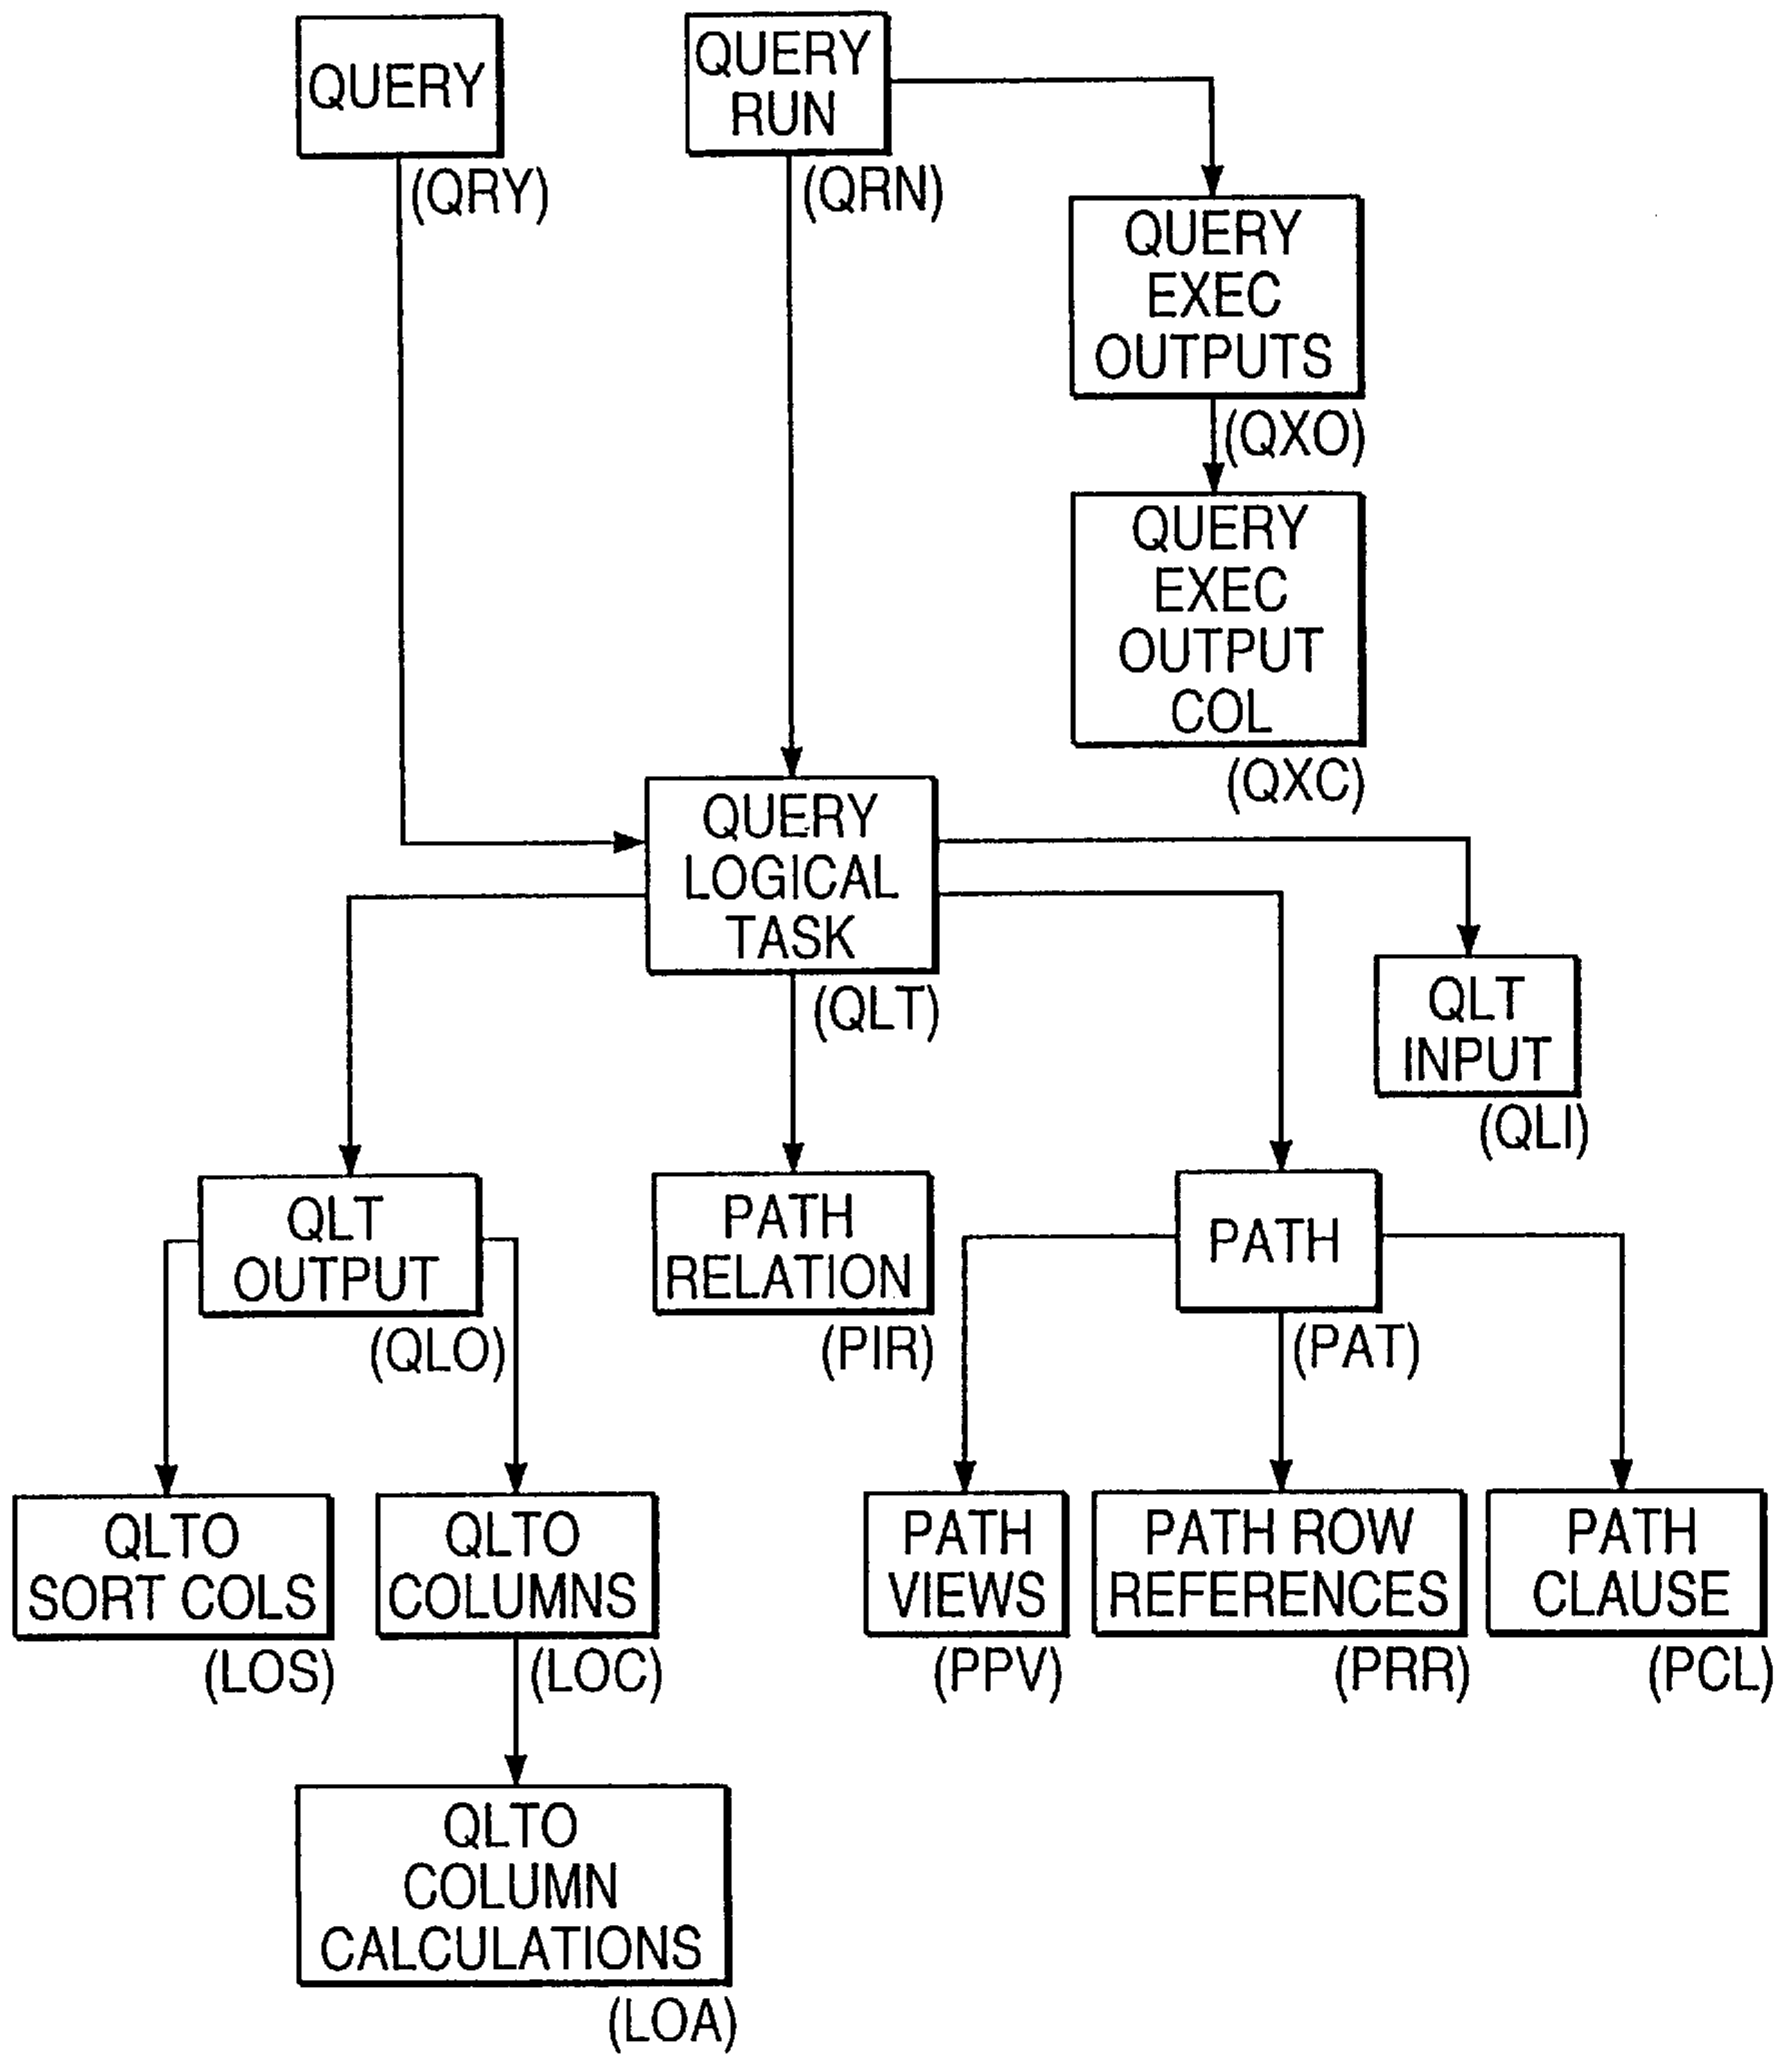 QUERY
(QRY)
QUERY
RUN
(QRN)
QUERY
EXEC
OUTPUTS
(QXO)
QUERY
EXEC
OUTPUT
COL
(QXC)
QUERY
LOGICAL
TASK
(QLT)
QLT
INPUT
(QLI)
QLT
OUTPUT
(QLO)
PATH
RELATION
(PIR)
PATH
(PAT)
QLTO
SORT COLS
(LOS)
QLTO
COLUMNS
(LOC)
PATH
VIEWS
(PPV)
PATH ROW
REFERENCES
(PRR)
PATH
CLAUSE
(PCL)
QLTO
COLUMN
CALCULATIONS
(LOA)